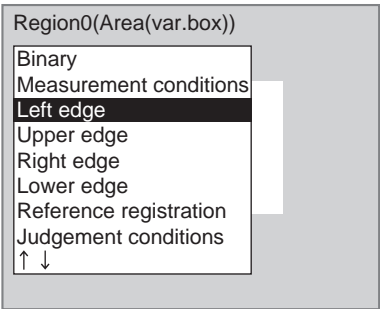 Region0(Area(var.box))
Binary
Measurement conditions
Left edge
Upper edge
Right edge
Lower edge
Reference registration
Judgement conditions
↑ ↓